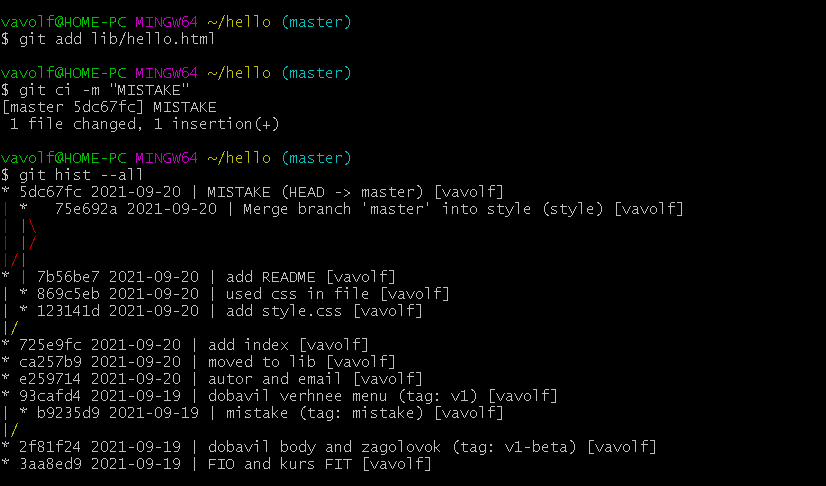 vavolf@HOME-PC MINGW64 ~/hello (master)
$ git add lib/hello.html
vavolf@HOME-PC MINGW64 ~/hello (master)
$ git ci -m "MISTAKE"
[master 5dc67fc] MISTAKE
 1 file changed, 1 insertion(+)
vavolf@HOME-PC MINGW64 ~/hello (master)
$ git hist --all
* 5dc67fc 2021-09-20 | MISTAKE (HEAD -> master) [vavolf]
| *   75e692a 2021-09-20 | Merge branch 'master' into style (style) [vavolf]
| |\
| |/
|/|
* | 7b56be7 2021-09-20 | add README [vavolf]
| * 869c5eb 2021-09-20 | used css in file [vavolf]
| * 123141d 2021-09-20 | add style.css [vavolf]
|/
* 725e9fc 2021-09-20 | add index [vavolf]
* ca257b9 2021-09-20 | moved to lib [vavolf]
* e259714 2021-09-20 | autor and email [vavolf]
* 93cafd4 2021-09-19 | dobavil verhnee menu (tag: v1) [vavolf]
| * b9235d9 2021-09-19 | mistake (tag: mistake) [vavolf]
|/
* 2f81f24 2021-09-19 | dobavil body and zagolovok (tag: v1-beta) [vavolf]
* 3aa8ed9 2021-09-19 | FIO and kurs FIT [vavolf]